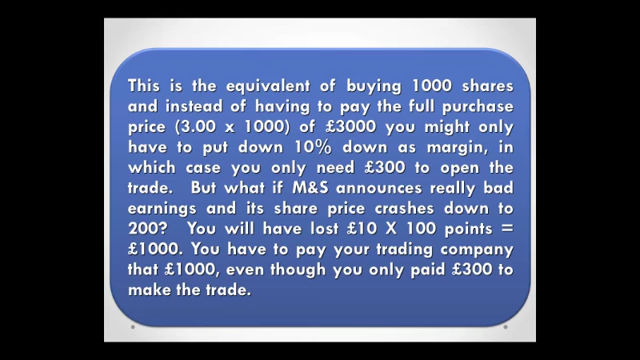 This is the equivalent of buying 1000 shares
and instead of having to pay the full purchase
price (3.00 x 1000) of £3000 you might only
have to put down 10% down as margin, in
which case you only need £300 to open the
trade. But what if M&S announces really bad
earnings and its share price crashes down to
200? You will have lost £10 X 100 points =
£1000. You have to pay your trading company
that £1000, even though you only paid £300 to
make the trade.